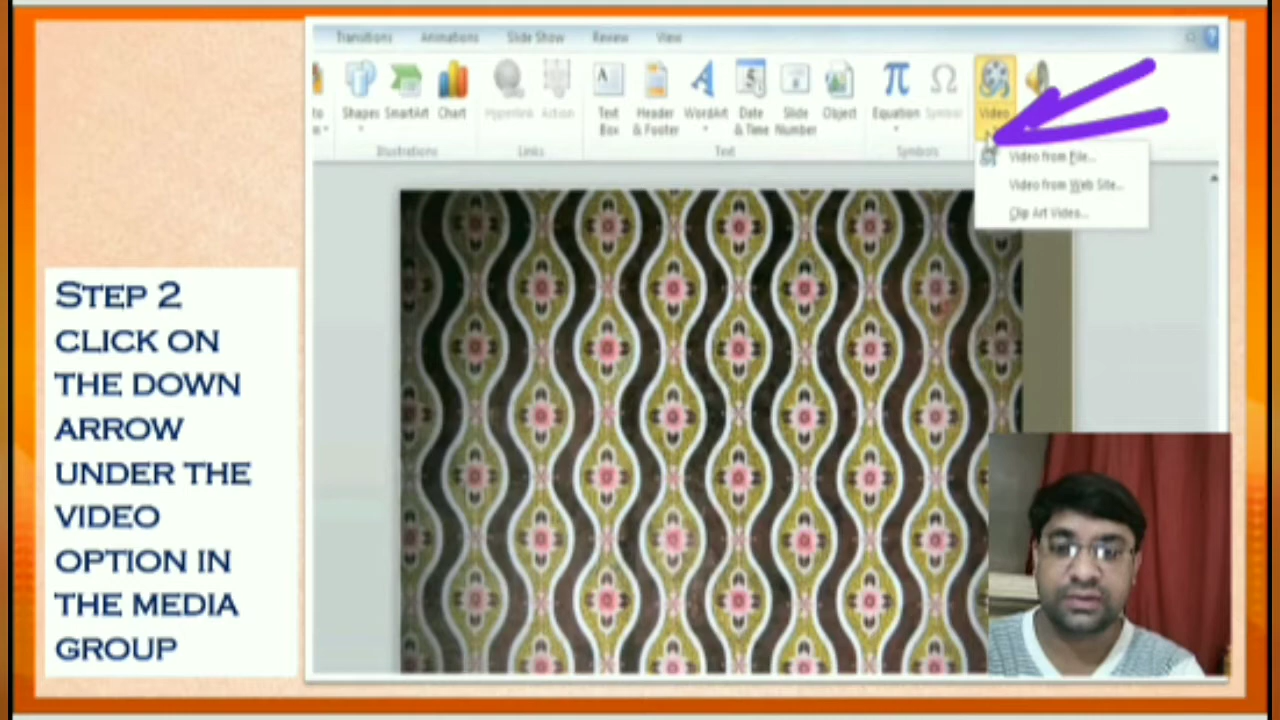 Transitions Animations Slide Show Review View
Shapes SmartArt Chart Hyperlink Action Text Box Header & Footer WordArt Date & Time Slide Number Object Equation Symbol Video
Illustrations Links Text Symbols
Video from File...
Video from Web Site...
Clip Art Video...
STEP 2
CLICK ON
THE DOWN
ARROW
UNDER THE
VIDEO
OPTION IN
THE MEDIA
GROUP